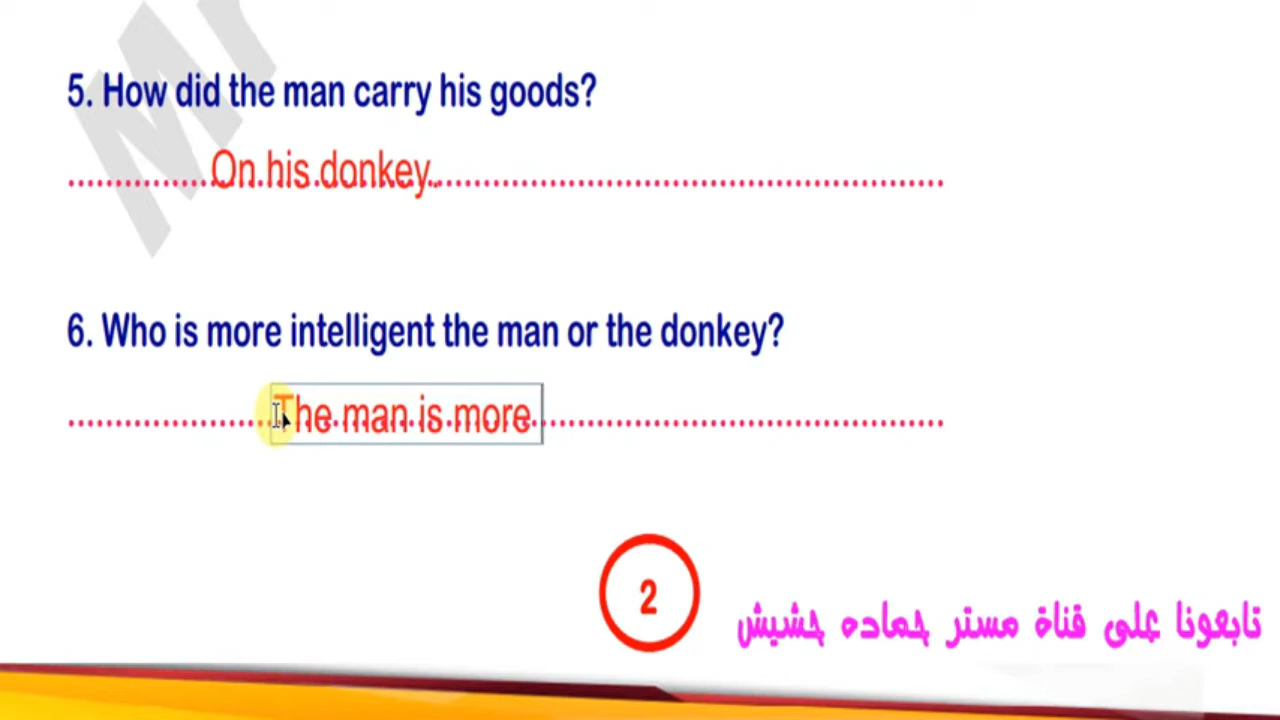 Mr
5. How did the man carry his goods?
On his donkey.
6. Who is more intelligent the man or the donkey?
The man is more
2
تابعونا على قناة مستر حماده حشيش